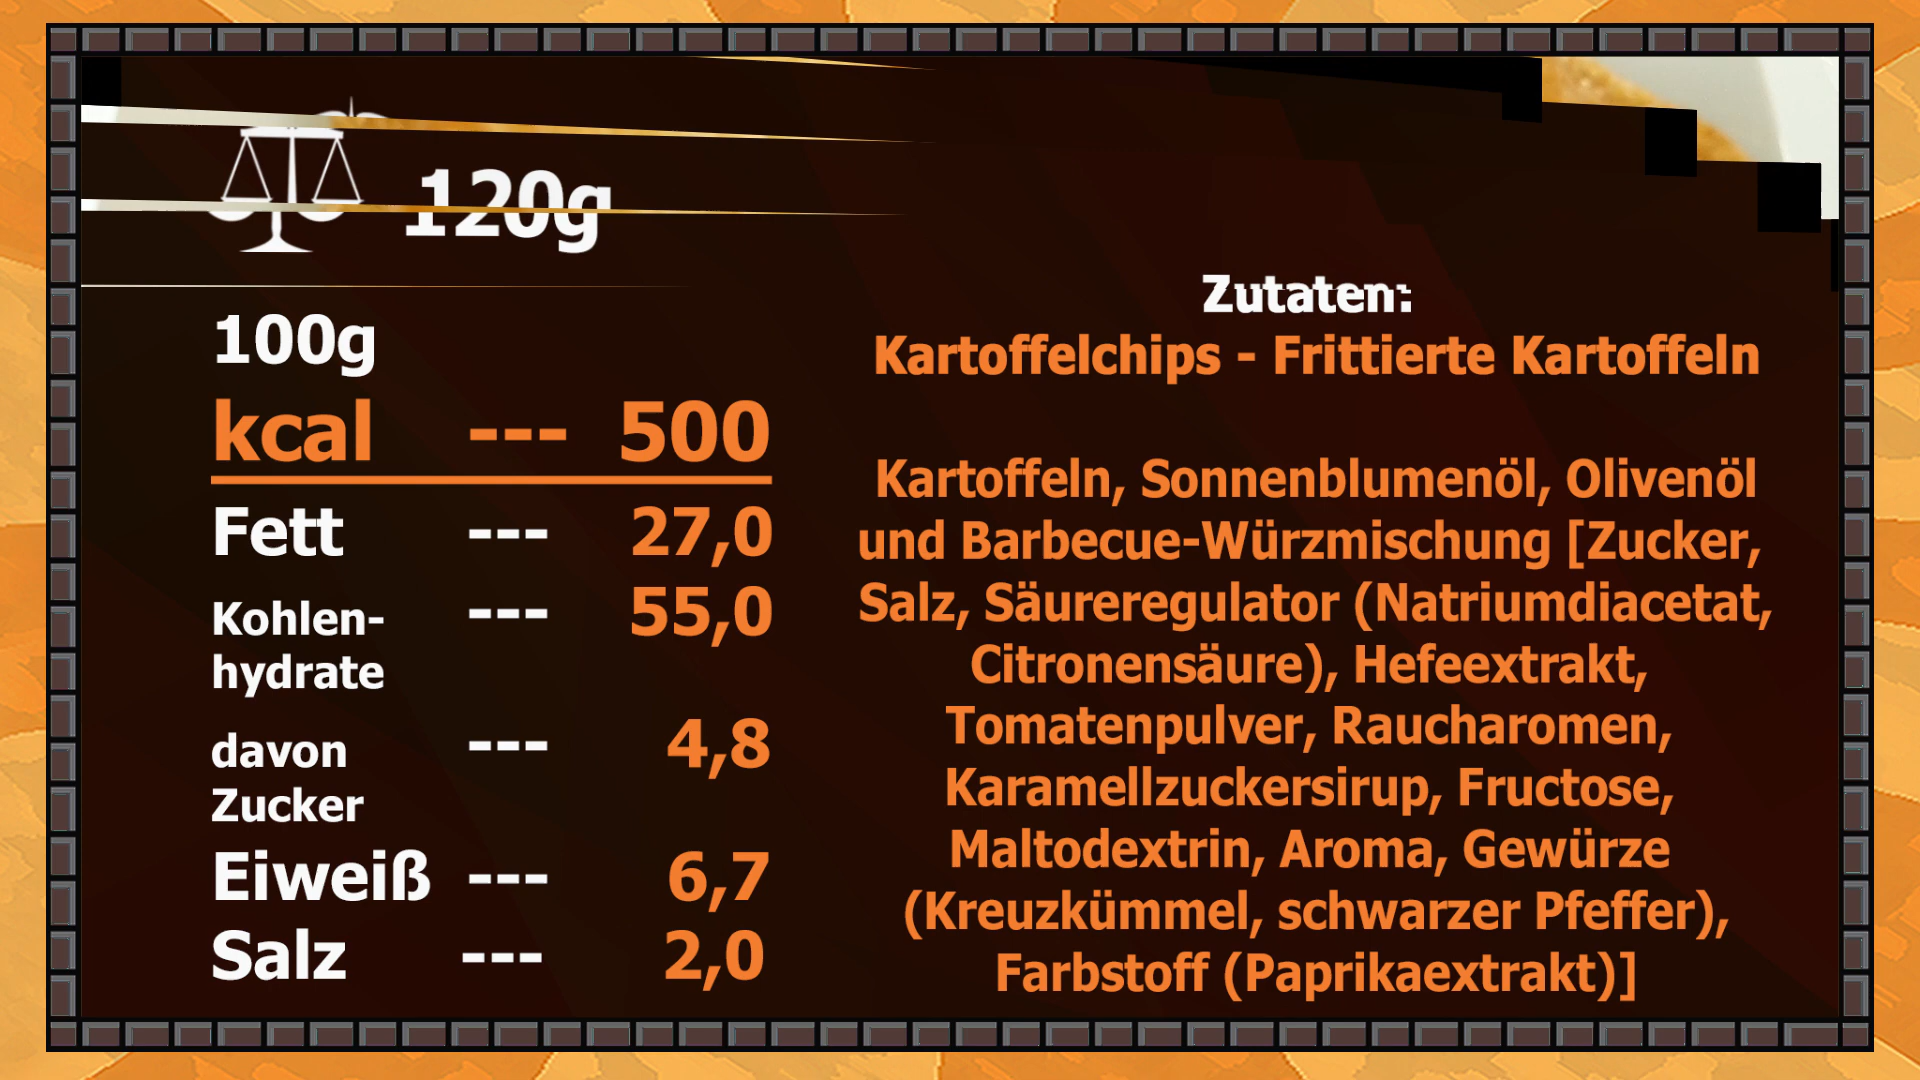 120g
100g
kcal --- 500
Fett --- 27,0
Kohlen- --- 55,0
hydrate
davon --- 4,8
Zucker
Eiweiß --- 6,7
Salz --- 2,0
Zutaten:
Kartoffelchips - Frittierte Kartoffeln
Kartoffeln, Sonnenblumenöl, Olivenöl
und Barbecue-Würzmischung [Zucker,
Salz, Säureregulator (Natriumdiacetat,
Citronensäure), Hefeextrakt,
Tomatenpulver, Raucharomen,
Karamellzuckersirup, Fructose,
Maltodextrin, Aroma, Gewürze
(Kreuzkümmel, schwarzer Pfeffer),
Farbstoff (Paprikaextrakt)]